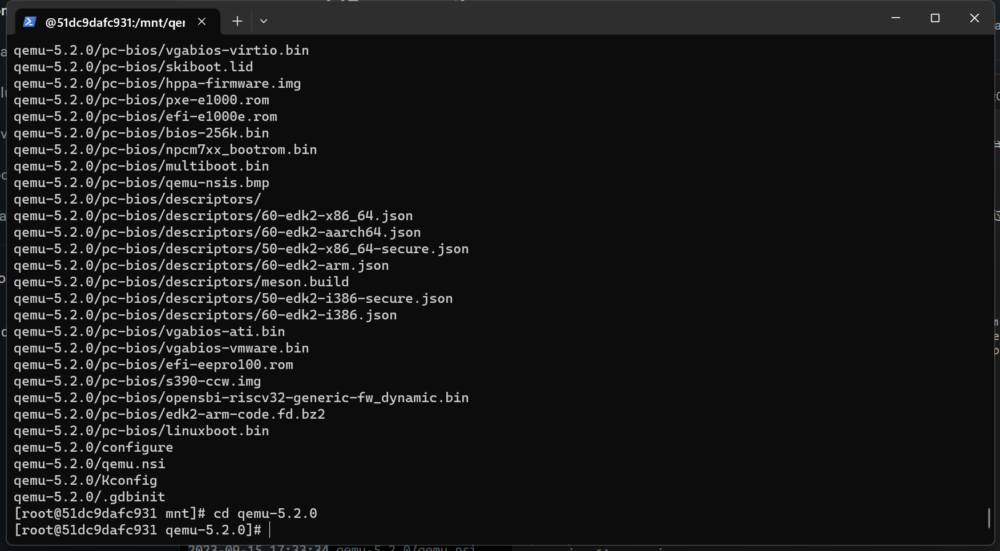 @51dc9dafc931:/mnt/qer
qemu-5.2.0/pc-bios/vgabios-virtio.bin
qemu-5.2.0/pc-bios/skiboot.lid
qemu-5.2.0/pc-bios/hppa-firmware.img
qemu-5.2.0/pc-bios/pxe-e1000.rom
qemu-5.2.0/pc-bios/efi-e1000e.rom
qemu-5.2.0/pc-bios/bios-256k.bin
qemu-5.2.0/pc-bios/npcm7xx_bootrom.bin
qemu-5.2.0/pc-bios/multiboot.bin
qemu-5.2.0/pc-bios/qemu-nsis.bmp
qemu-5.2.0/pc-bios/descriptors/
qemu-5.2.0/pc-bios/descriptors/60-edk2-x86_64.json
qemu-5.2.0/pc-bios/descriptors/60-edk2-aarch64.json
qemu-5.2.0/pc-bios/descriptors/50-edk2-x86_64-secure.json
qemu-5.2.0/pc-bios/descriptors/60-edk2-arm.json
qemu-5.2.0/pc-bios/descriptors/meson.build
qemu-5.2.0/pc-bios/descriptors/50-edk2-i386-secure.json
qemu-5.2.0/pc-bios/descriptors/60-edk2-i386.json
qemu-5.2.0/pc-bios/vgabios-ati.bin
qemu-5.2.0/pc-bios/vgabios-vmware.bin
qemu-5.2.0/pc-bios/efi-eepro100.rom
qemu-5.2.0/pc-bios/s390-ccw.img
qemu-5.2.0/pc-bios/opensbi-riscv32-generic-fw_dynamic.bin
qemu-5.2.0/pc-bios/edk2-arm-code.fd.bz2
qemu-5.2.0/pc-bios/linuxboot.bin
qemu-5.2.0/configure
qemu-5.2.0/qemu.nsi
qemu-5.2.0/Kconfig
qemu-5.2.0/.gdbinit
[root@51dc9dafc931 mnt]# cd qemu-5.2.0
[root@51dc9dafc931 qemu-5.2.0]#
2023-09-15 17:33:34 qemu-5.2.0/qemu.nsi